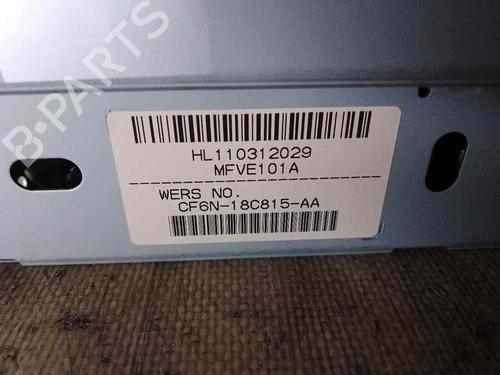 B-PARTS
HL110312029
MFVE101A
WERS NO.
CF6N-18C815-AA